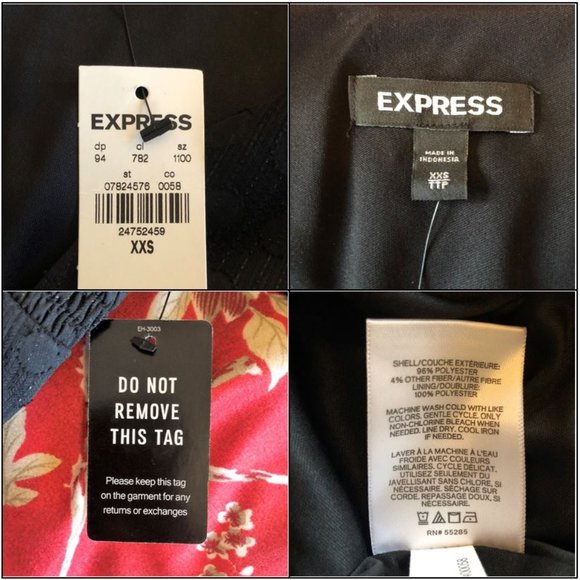 EXPRESS
dp cl sz
94 782 1100
st co
07824576 0058
24752459
XXS
EXPRESS
MADE IN
INDONESIA
XXS
TTP
EH-3003
DO NOT
REMOVE
THIS TAG
Please keep this tag
on the garment for any
returns or exchanges
SHELL/COUCHE EXTÉRIEURE:
96% POLYESTER
4% OTHER FIBER/AUTRE FIBRE
LINING/DOUBLURE:
100% POLYESTER
MACHINE WASH COLD WITH LIKE
COLORS. GENTLE CYCLE. ONLY
NON-CHLORINE BLEACH WHEN
NEEDED. LINE DRY. COOL IRON
IF NEEDED.
LAVER À LA MACHINE À L'EAU
FROIDE AVEC COULEURS
SIMILAIRES. CYCLE DÉLICAT.
UTILISEZ SEULEMENT DU
JAVELLISANT SANS CHLORE, SI
NÉCESSAIRE. SÉCHAGE SUR
CORDE. REPASSAGE DOUX, SI
NÉCESSAIRE.
RN# 55285